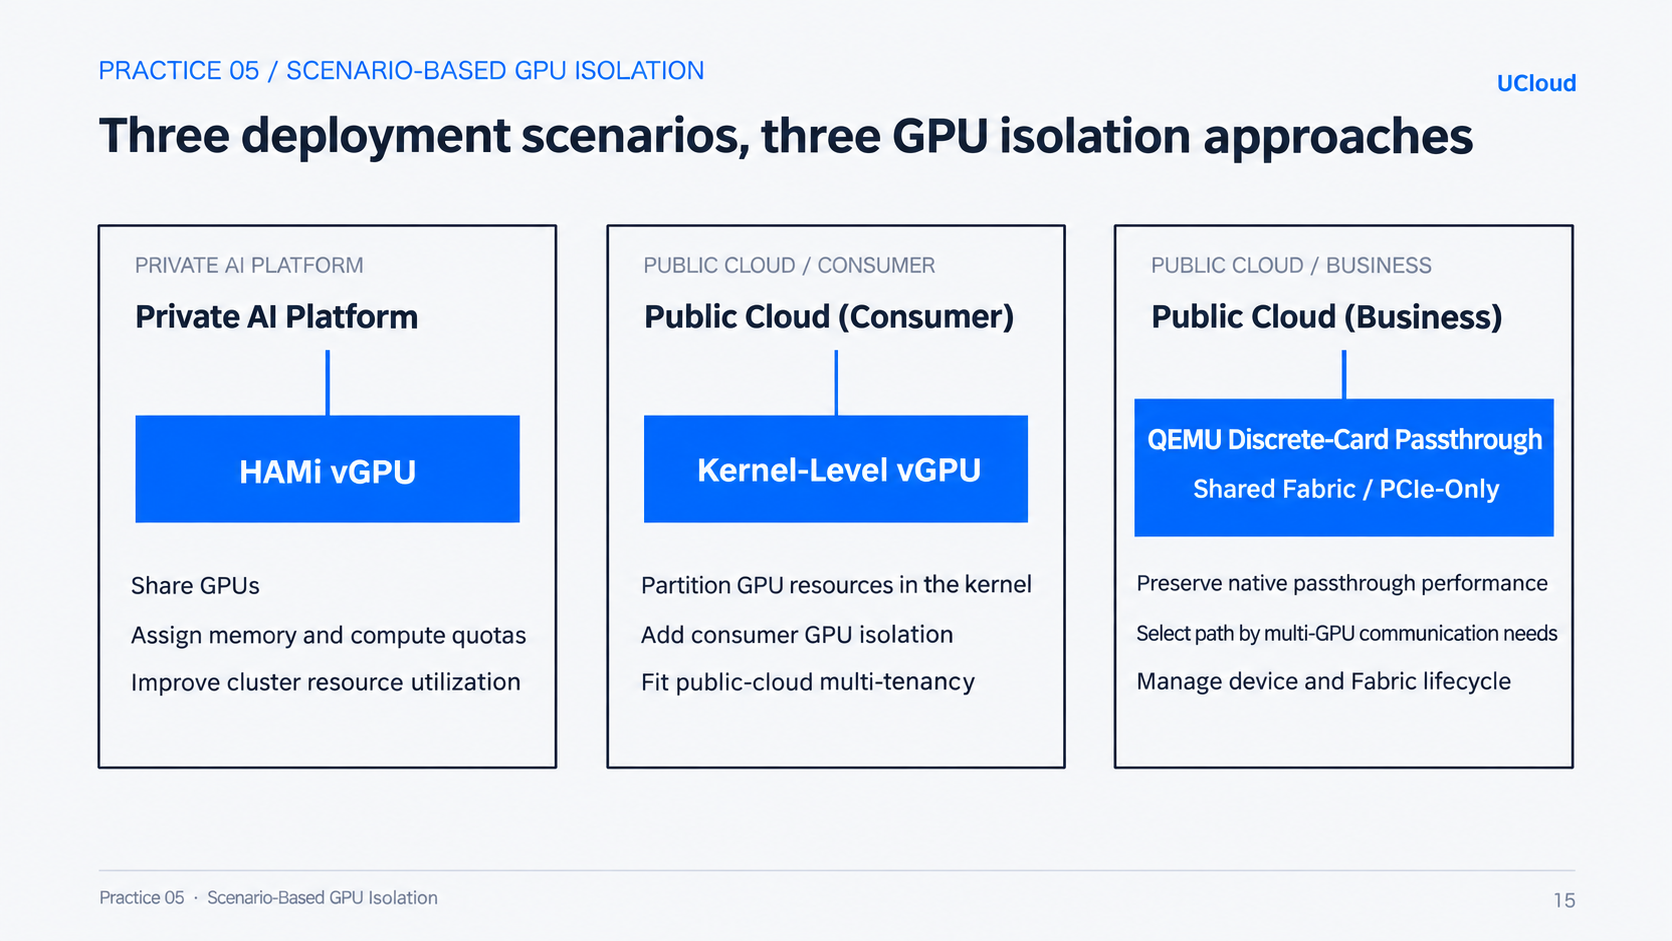 PRACTICE 05 / SCENARIO-BASED GPU ISOLATION
UCloud
Three deployment scenarios, three GPU isolation approaches
PRIVATE AI PLATFORM
Private AI Platform
HAMi vGPU
Share GPUs
Assign memory and compute quotas
Improve cluster resource utilization
PUBLIC CLOUD / CONSUMER
Public Cloud (Consumer)
Kernel-Level vGPU
Partition GPU resources in the kernel
Add consumer GPU isolation
Fit public-cloud multi-tenancy
PUBLIC CLOUD / BUSINESS
Public Cloud (Business)
QEMU Discrete-Card Passthrough
Shared Fabric / PCIe-Only
Preserve native passthrough performance
Select path by multi-GPU communication needs
Manage device and Fabric lifecycle
Practice 05 · Scenario-Based GPU Isolation
15